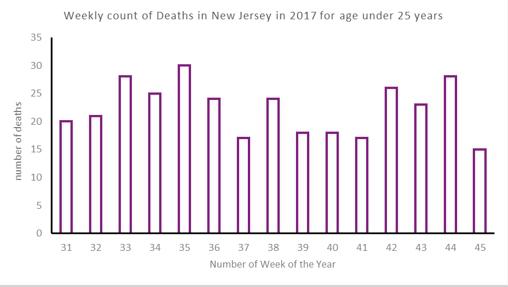 Weekly count of Deaths in New Jersey in 2017 for age under 25 years
35
30
25
20
15
10
5
0
number of deaths
31 32 33 34 35 36 37 38 39 40 41 42 43 44 45
Number of Week of the Year